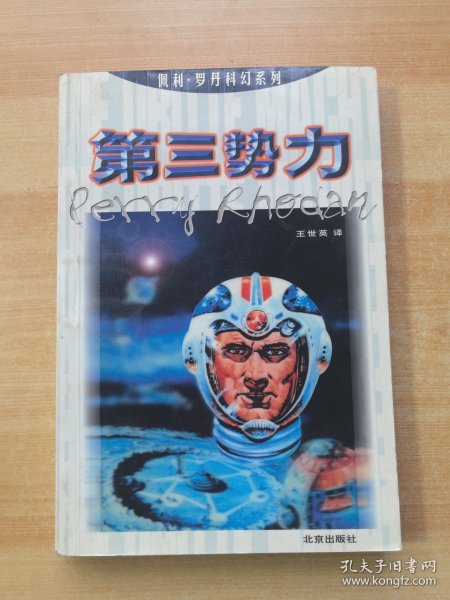 佩利·罗丹科幻系列
第三势力
Perry Rhodan
王世英 译
北京出版社
孔夫子旧书网
www.kongfz.com